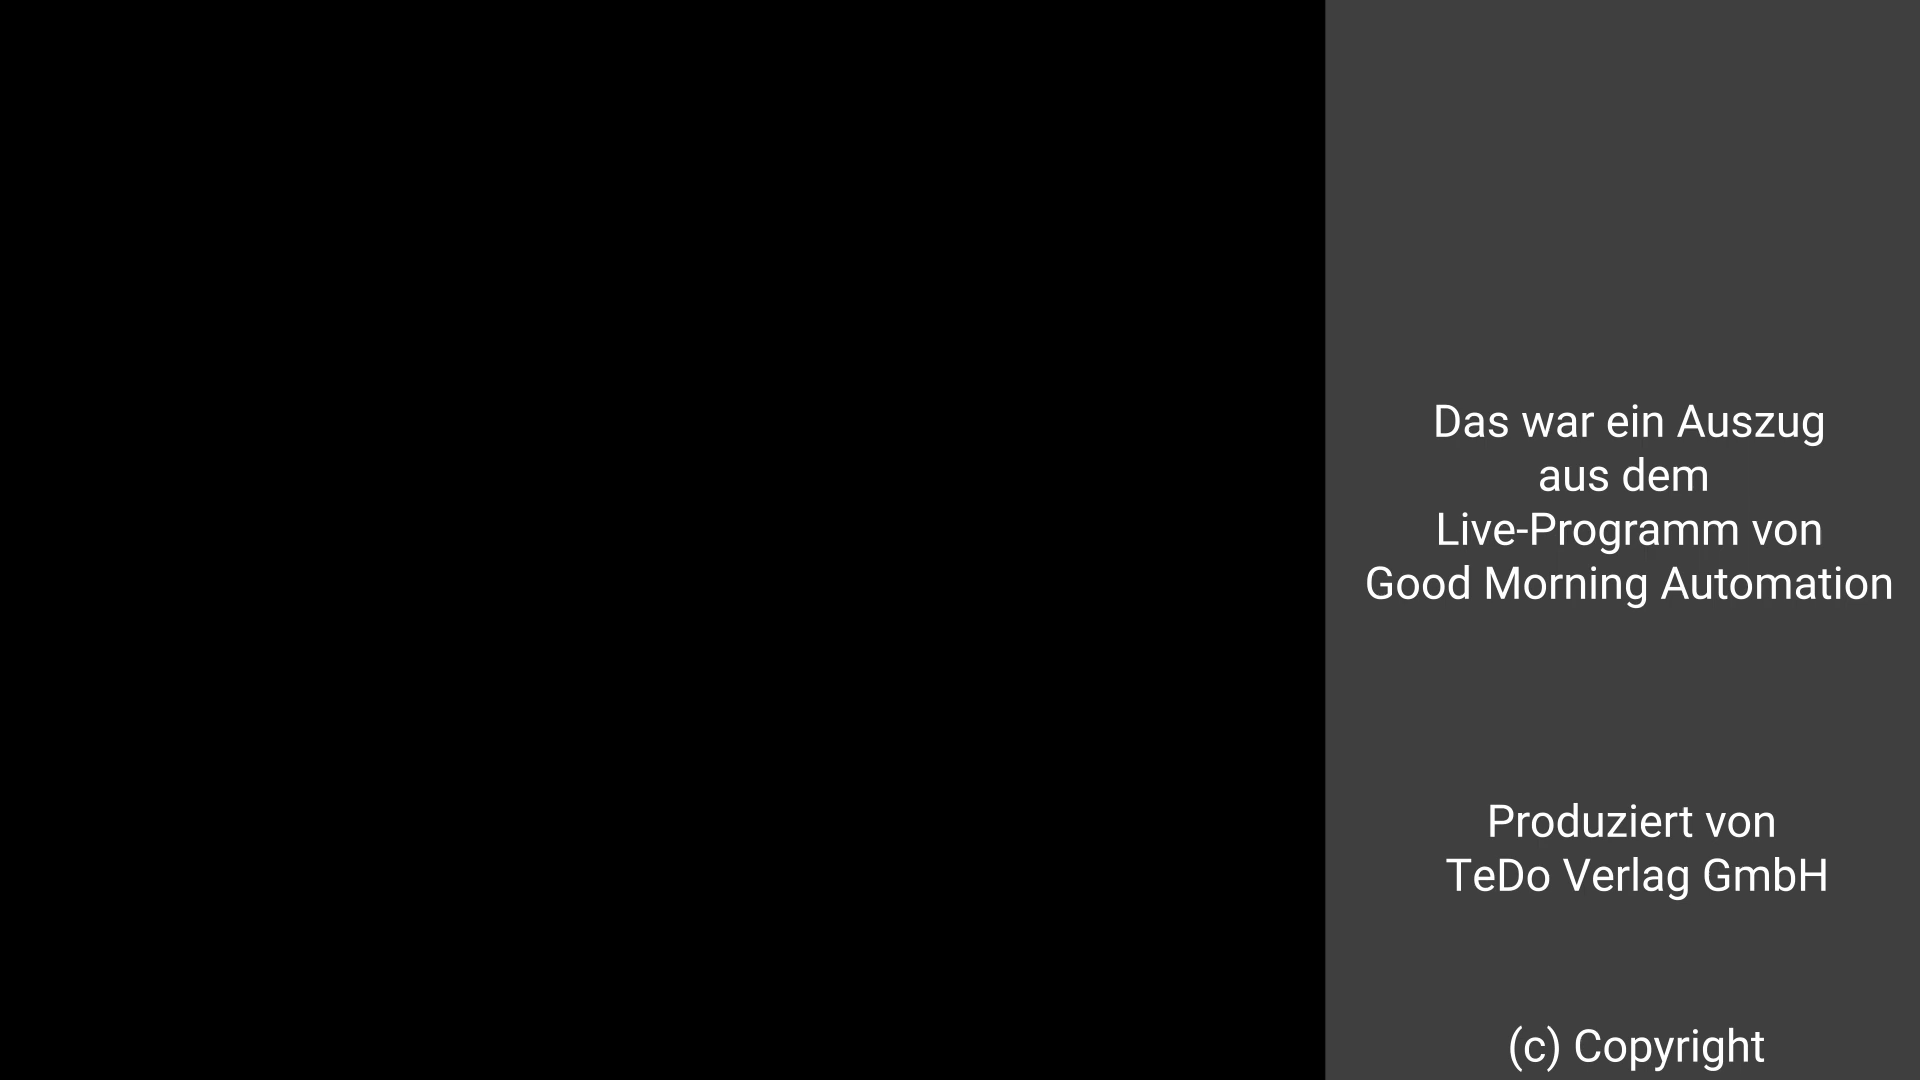 Das war ein Auszug
aus dem
Live-Programm von
Good Morning Automation
Produziert von
TeDo Verlag GmbH
(c) Copyright